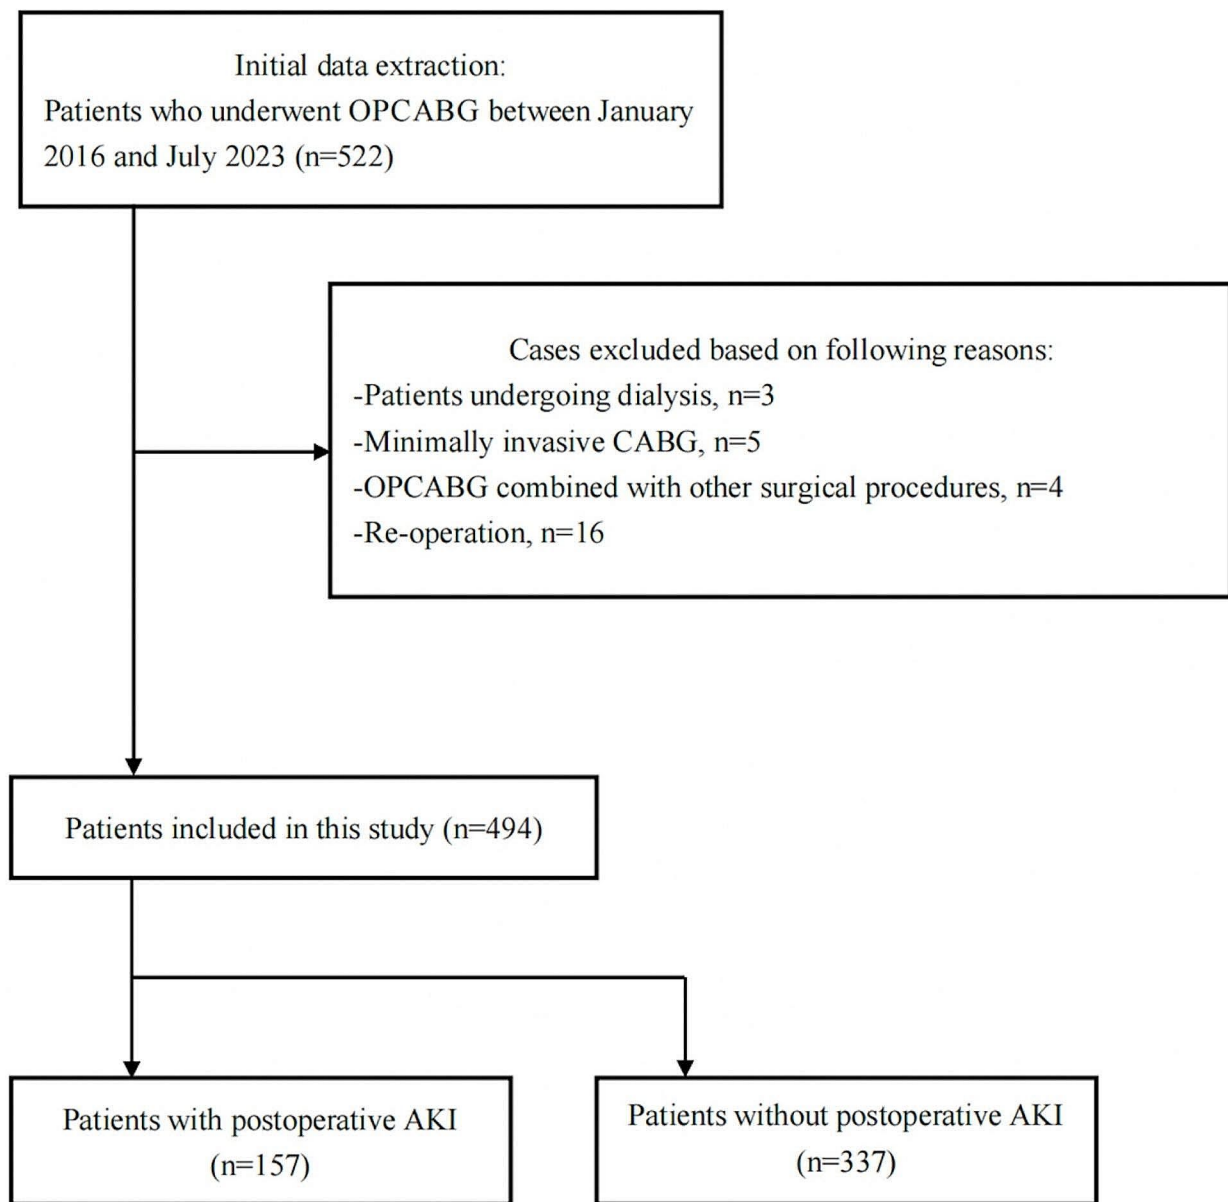 Initial data extraction:
Patients who underwent OPCABG between January
2016 and July 2023 (n=522)
Cases excluded based on following reasons:
-Patients undergoing dialysis, n=3
-Minimally invasive CABG, n=5
-OPCABG combined with other surgical procedures, n=4
-Re-operation, n=16
Patients included in this study (n=494)
Patients with postoperative AKI
(n=157)
Patients without postoperative AKI
(n=337)